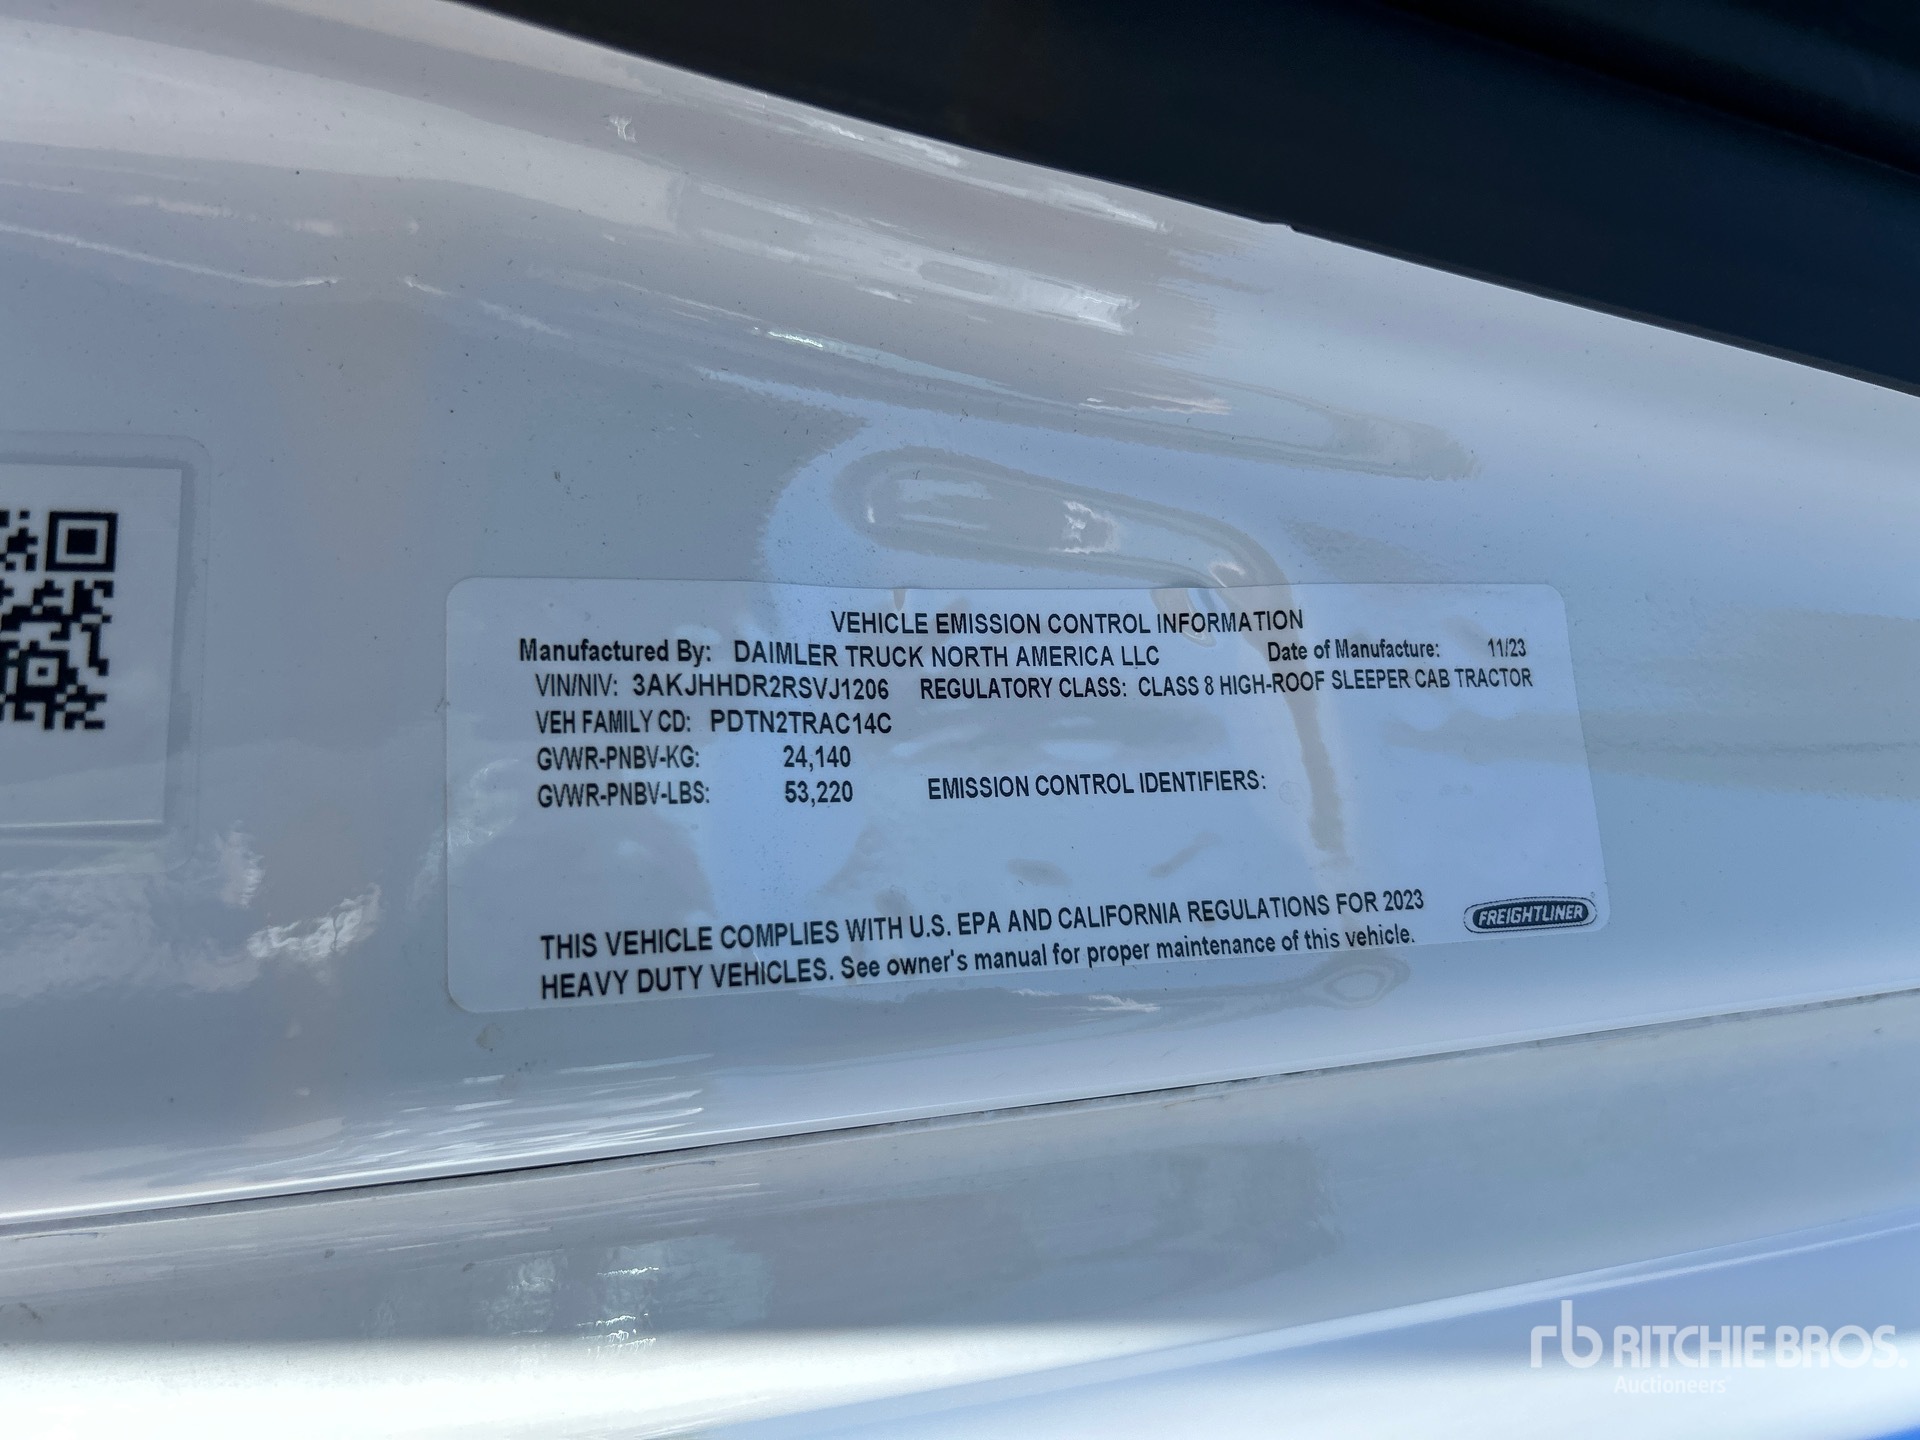 VEHICLE EMISSION CONTROL INFORMATION
Manufactured By: DAIMLER TRUCK NORTH AMERICA LLC Date of Manufacture: 11/23
VIN/NIV: 3AKJHHDR2RSVJ1206 REGULATORY CLASS: CLASS 8 HIGH-ROOF SLEEPER CAB TRACTOR
VEH FAMILY CD: PDTN2TRAC14C
GVWR-PNBV-KG: 24,140
GVWR-PNBV-LBS: 53,220 EMISSION CONTROL IDENTIFIERS:
THIS VEHICLE COMPLIES WITH U.S. EPA AND CALIFORNIA REGULATIONS FOR 2023
HEAVY DUTY VEHICLES. See owner's manual for proper maintenance of this vehicle.
FREIGHTLINER
rb RITCHIE BROS.
Auctioneers